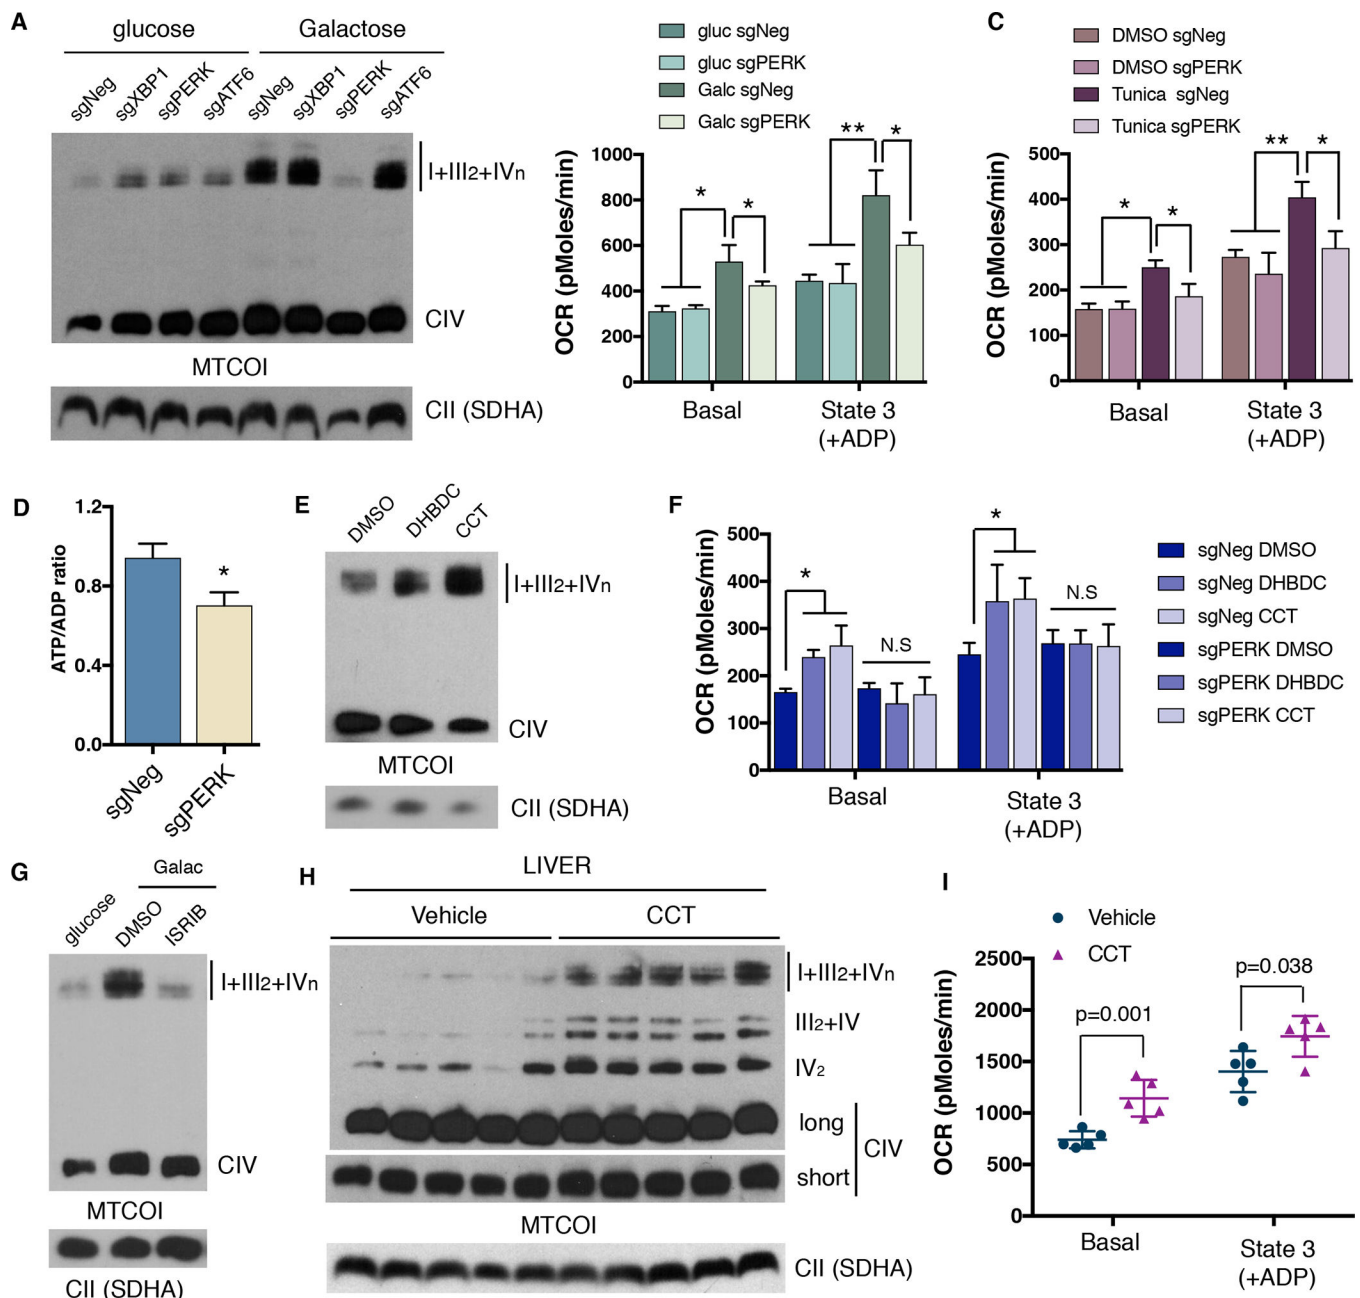 A
glucose
Galactose
sgNeg
sgXBP1
sgPERK
sgATF6
sgNeg
sgXBP1
sgPERK
sgATF6
I+III2+IVn
CIV
MTCOI
CII (SDHA)
gluc sgNeg
gluc sgPERK
Galc sgNeg
Galc sgPERK
OCR (pMoles/min)
1000
800
600
400
200
0
*
*
**
*
Basal
State 3
(+ADP)
C
DMSO sgNeg
DMSO sgPERK
Tunica sgNeg
Tunica sgPERK
OCR (pMoles/min)
500
400
300
200
100
0
*
*
**
*
Basal
State 3
(+ADP)
D
ATP/ADP ratio
1.2
0.8
0.4
0.0
*
sgNeg
sgPERK
E
DMSO
DHBDC
CCT
I+III2+IVn
CIV
MTCOI
CII (SDHA)
F
OCR (pMoles/min)
500
400
300
200
100
0
*
N.S
*
N.S
Basal
State 3
(+ADP)
sgNeg DMSO
sgNeg DHBDC
sgNeg CCT
sgPERK DMSO
sgPERK DHBDC
sgPERK CCT
G
Galac
glucose
DMSO
ISRIB
I+III2+IVn
CIV
MTCOI
CII (SDHA)
H
LIVER
Vehicle
CCT
I+III2+IVn
III2+IV
IV2
long
short
CIV
MTCOI
CII (SDHA)
I
Vehicle
CCT
OCR (pMoles/min)
2500
2000
1500
1000
500
0
p=0.001
p=0.038
Basal
State 3
(+ADP)